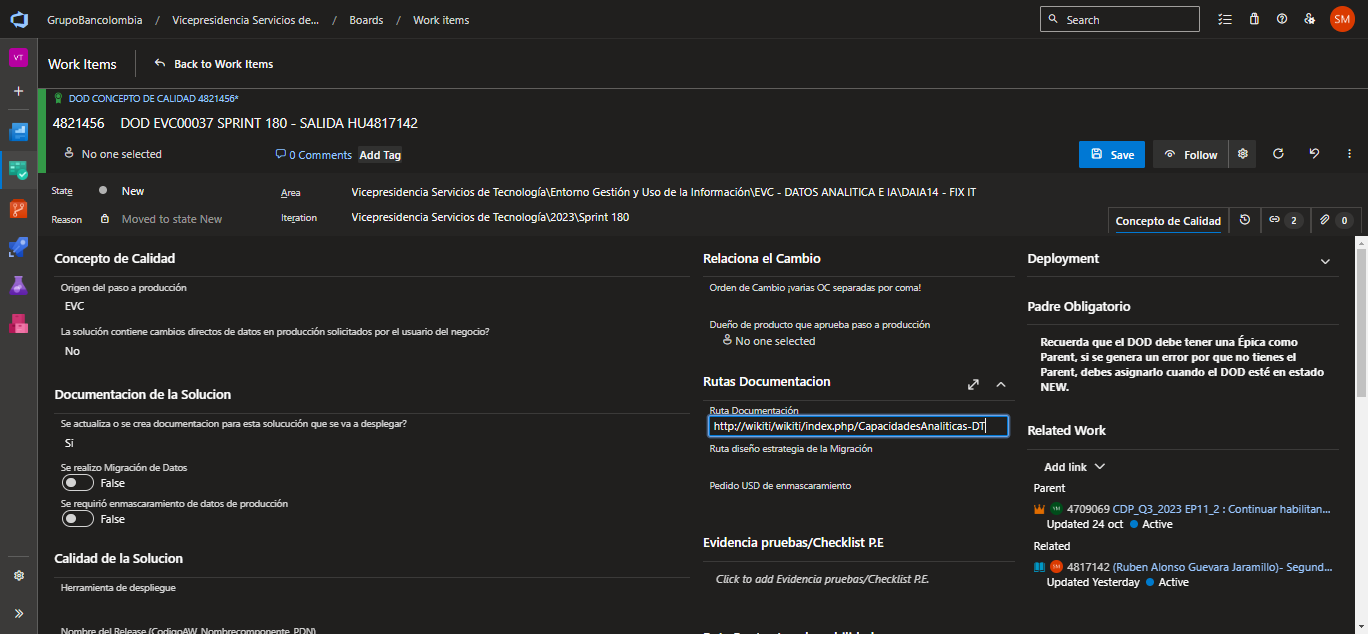 GrupoBancolombia / Vicepresidencia Servicios de... / Boards / Work items
Search
SM
VT
Work Items
Back to Work Items
DOD CONCEPTO DE CALIDAD 4821456*
4821456 DOD EVC00037 SPRINT 180 - SALIDA HU4817142
No one selected
0 Comments
Add Tag
Save
Follow
State
New
Area
Vicepresidencia Servicios de Tecnología\Entorno Gestión y Uso de la Información\EVC - DATOS ANALITICA E IA\DAIA14 - FIX IT
Reason
Moved to state New
Iteration
Vicepresidencia Servicios de Tecnología\2023\Sprint 180
Concepto de Calidad
2
0
Concepto de Calidad
Origen del paso a producción
EVC
La solución contiene cambios directos de datos en producción solicitados por el usuario del negocio?
No
Documentacion de la Solucion
Se actualiza o se crea documentacion para esta solucución que se va a desplegar?
Si
Se realizo Migración de Datos
False
Se requirió enmascaramiento de datos de producción
False
Calidad de la Solucion
Herramienta de despliegue
Nombre del Release (CodigoAW_Nombrecomponente_PDN)
Relaciona el Cambio
Orden de Cambio ¡varias OC separadas por coma!
Dueño de producto que aprueba paso a producción
No one selected
Rutas Documentacion
Ruta Documentación
http://wikiti/wikiti/index.php/CapacidadesAnaliticas-DT
Ruta diseño estrategia de la Migración
Pedido USD de enmascaramiento
Evidencia pruebas/Checklist P.E
Click to add Evidencia pruebas/Checklist P.E.
Deployment
Padre Obligatorio
Recuerda que el DOD debe tener una Épica como
Parent, si se genera un error por que no tienes el
Parent, debes asignarlo cuando el DOD esté en estado
NEW.
Related Work
Add link
Parent
YM 4709069 CDP_Q3_2023 EP11_2 : Continuar habilitan...
Updated 24 oct Active
Related
SM 4817142 (Ruben Alonso Guevara Jaramillo)- Segund...
Updated Yesterday Active